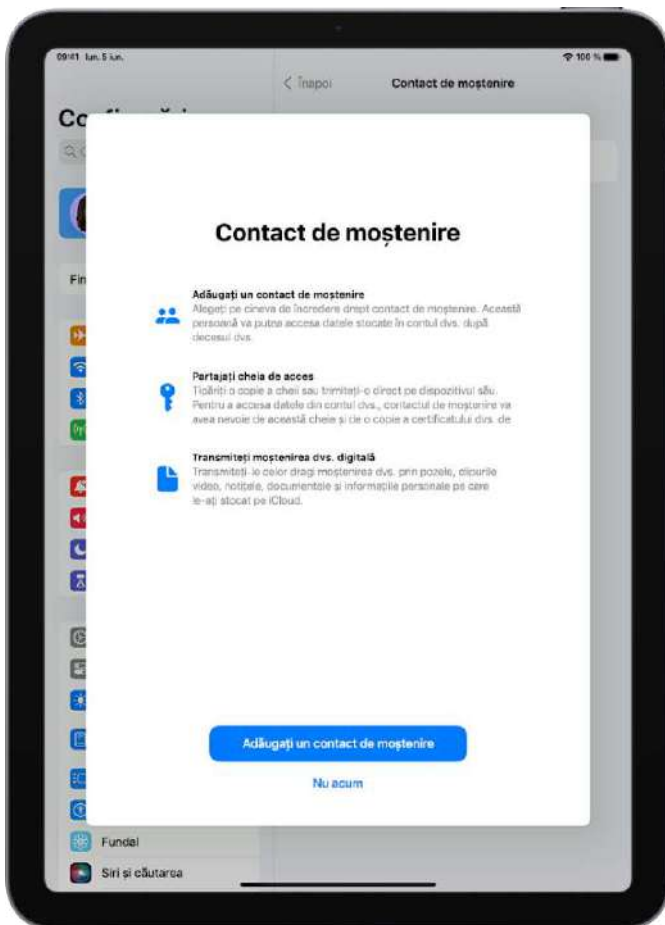 09:41 lun. 5 iun.
100 %
Înapoi
Contact de moștenire
Contact de moștenire
Adăugați un contact de moștenire
Alegeți pe cineva de încredere drept contact de moștenire. Această
persoană va putea accesa datele stocate în contul dvs. după
decesul dvs.
Partajați cheia de acces
Tipăriți o copie a cheii sau trimiteți-o direct pe dispozitivul său.
Pentru a accesa datele din contul dvs., contactul de moștenire va
avea nevoie de această cheie și de o copie a certificatului dvs. de
Transmiteți moștenirea dvs. digitală
Transmiteți-le celor dragi moștenirea dvs. prin pozele, clipurile
video, notițele, documentele și informațiile personale pe care
le-ați stocat pe iCloud.
Adăugați un contact de moștenire
Nu acum
Fundal
Siri și căutarea